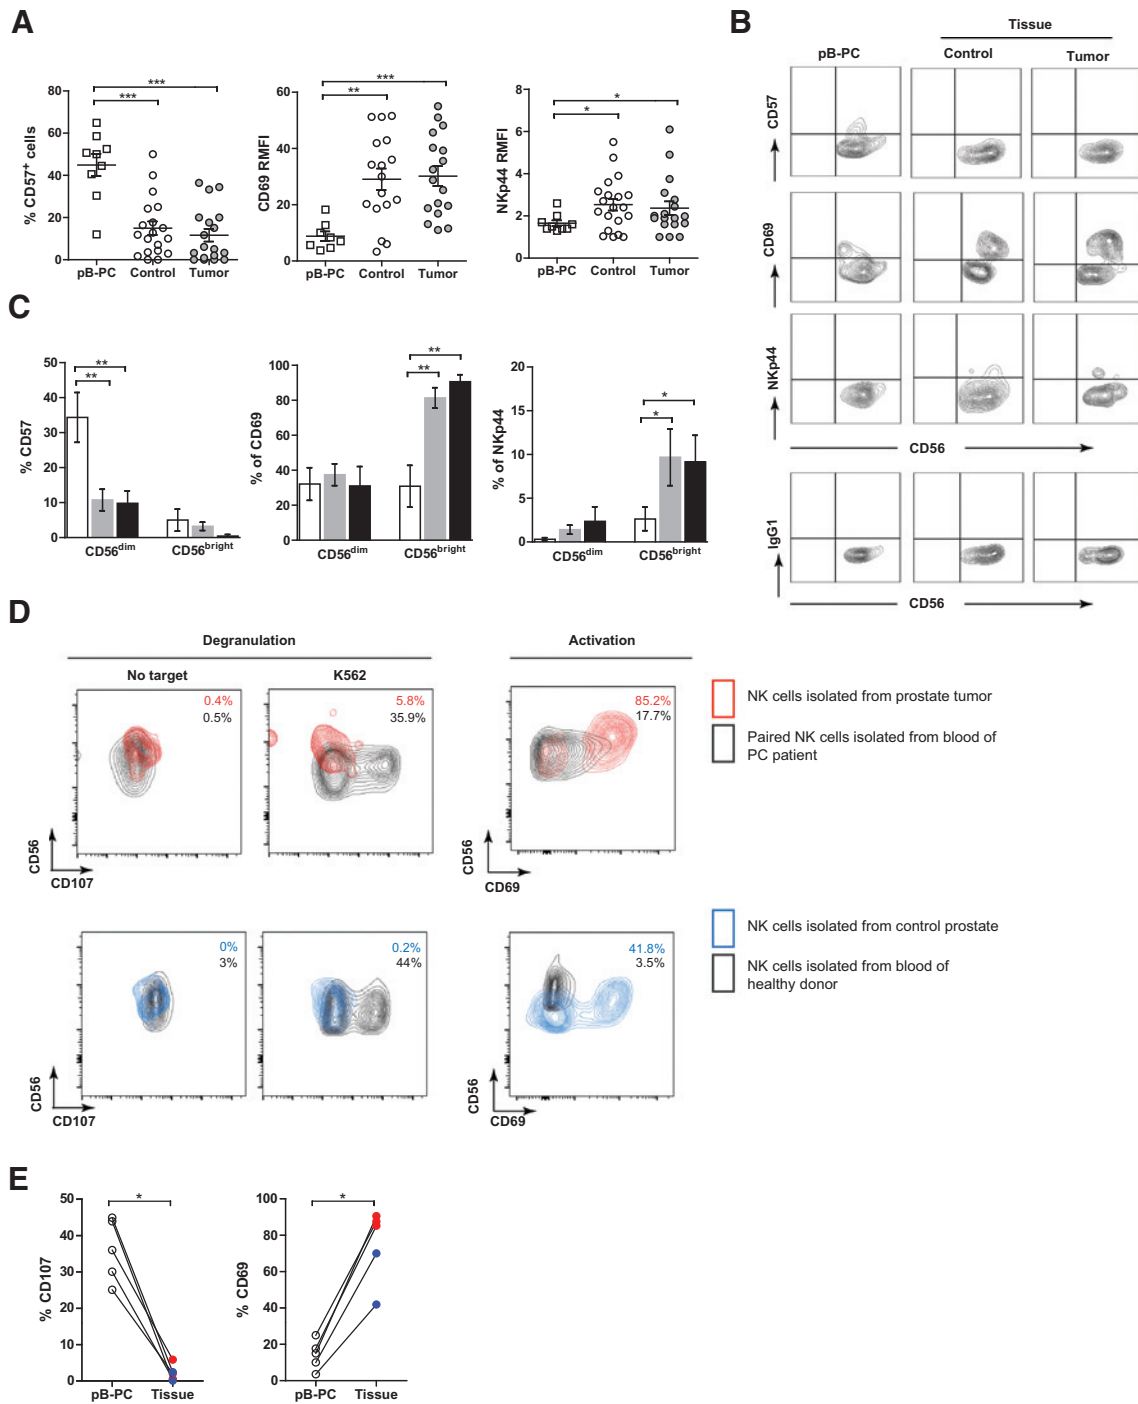 A
***
***
% CD57+ cells
80
60
40
20
0
pB-PC Control Tumor
***
**
CD69 RMFI
60
40
20
0
pB-PC Control Tumor
*
*
NKp44 RMFI
8
6
4
2
0
pB-PC Control Tumor
B
Tissue
pB-PC Control Tumor
CD57
CD69
NKp44
CD56
IgG1
CD56
C
**
**
% CD57
50
40
30
20
10
0
CD56dim CD56bright
**
**
% of CD69
100
80
60
40
20
0
CD56dim CD56bright
*
*
% of NKp44
20
15
10
5
0
CD56dim CD56bright
D
Degranulation Activation
No target K562
0.4%
0.5%
5.8%
35.9%
85.2%
17.7%
CD56
CD107
CD56
CD69
NK cells isolated from prostate tumor
Paired NK cells isolated from blood of
PC patient
0%
3%
0.2%
44%
41.8%
3.5%
CD56
CD107
CD56
CD69
NK cells isolated from control prostate
NK cells isolated from blood of
healthy donor
E
*
% CD107
50
40
30
20
10
0
pB-PC Tissue
*
% CD69
100
80
60
40
20
0
pB-PC Tissue